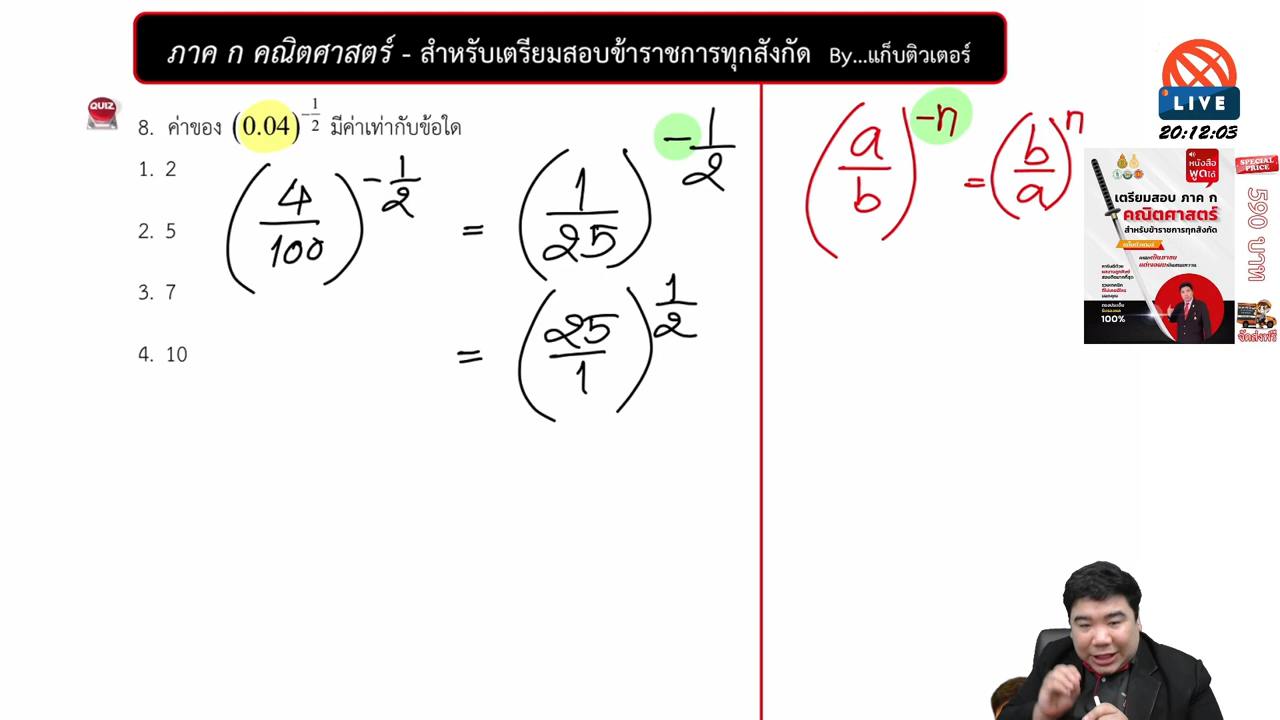 ภาค ก คณิตศาสตร์ - สำหรับเตรียมสอบข้าราชการทุกสังกัด By...แก็บติวเตอร์
QUIZ
8. ค่าของ (0.04)^{-1/2} มีค่าเท่ากับข้อใด
1. 2
2. 5
3. 7
4. 10
(4/100)^{-1/2} = (1/25)^{-1/2}
= (25/1)^{1/2}
(a/b)^{-n} = (b/a)^n
LIVE
20:12:03
หนังสือ
พูดได้
เตรียมสอบ ภาค ก
คณิตศาสตร์
สำหรับข้าราชการทุกสังกัด
100%
SPECIAL
PRICE
590 บาท
จัดส่งฟรี